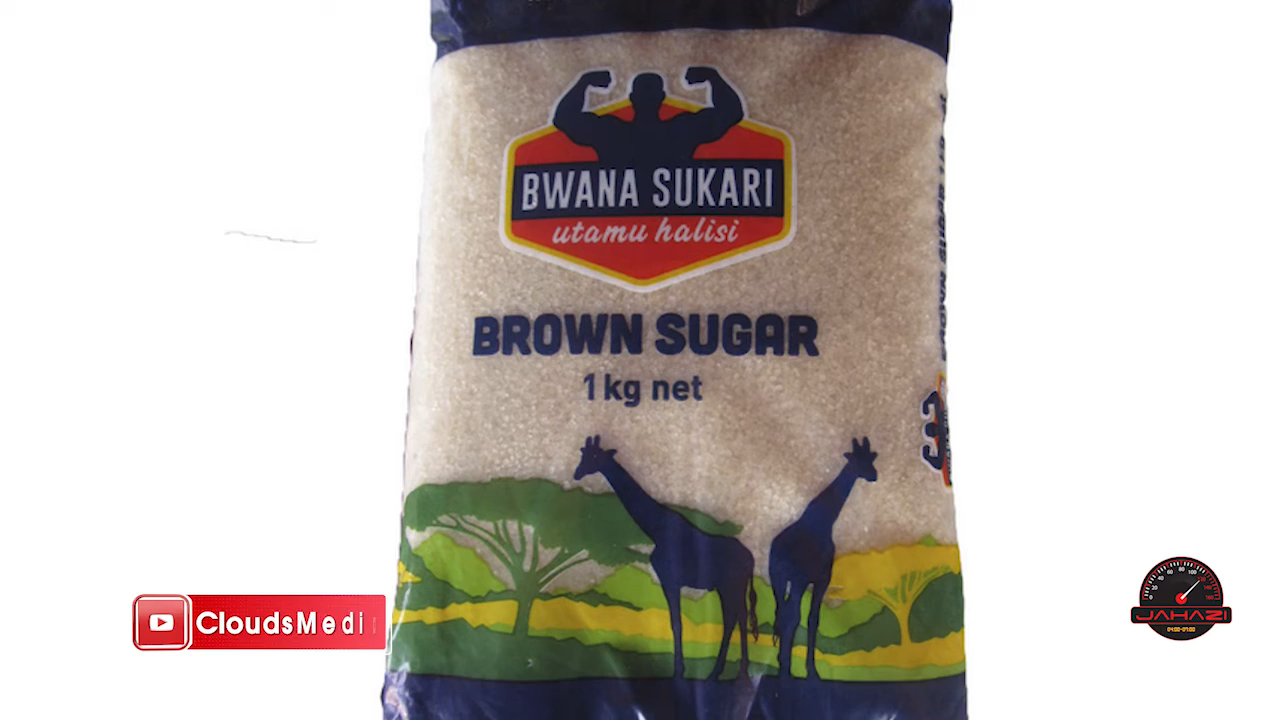 BWANA SUKARI
utamu halisi
BROWN SUGAR
1 kg net
CloudsMedi
JAHAZI